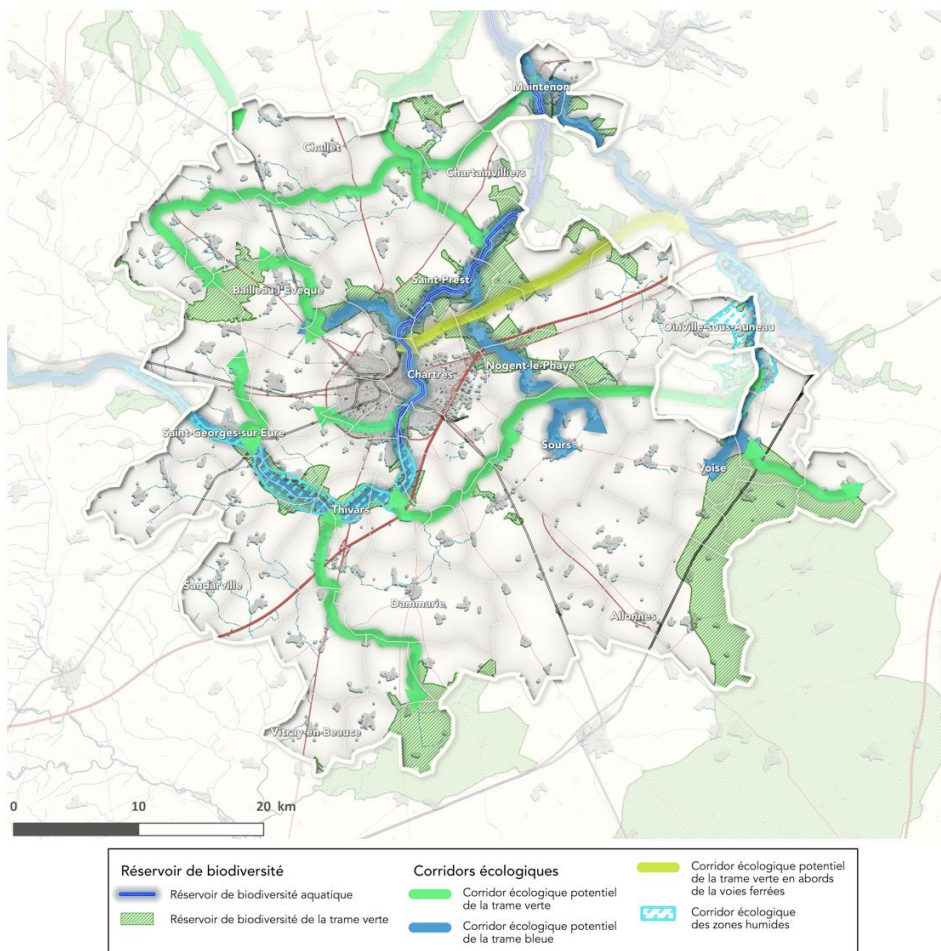 Maintenon
Challet
Chartainvilliers
Saint-Prest
Bailleau-l'Évêque
Oinville-sous-Auneau
Nogent-le-Phaye
Chartres
Saint-Georges-sur-Eure
Sours
Voise
Thivars
Sandarville
Dammarie
Allonnes
Vitray-en-Beauce
0 10 20 km
Réservoir de biodiversité
Réservoir de biodiversité aquatique
Réservoir de biodiversité de la trame verte
Corridors écologiques
Corridor écologique potentiel
de la trame verte
Corridor écologique potentiel
de la trame bleue
Corridor écologique potentiel
de la trame verte en abords
de la voies ferrées
Corridor écologique
des zones humides